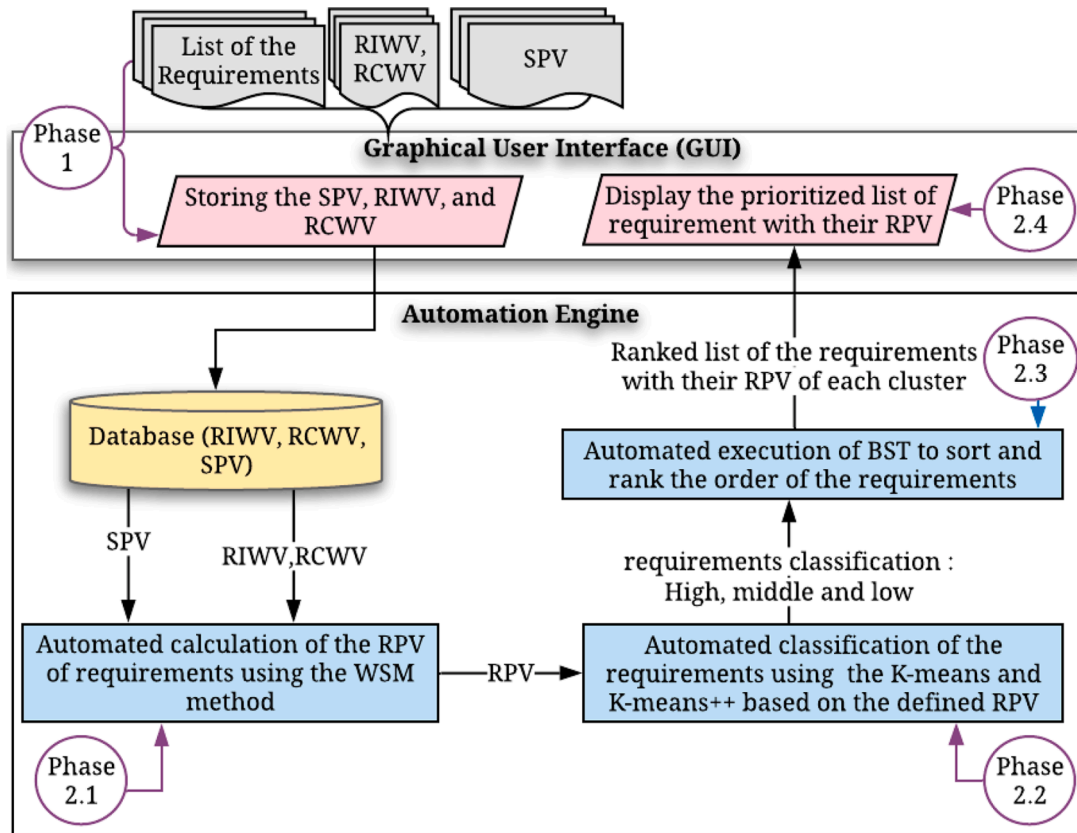 List of the
Requirements
RIWV,
RCWV
SPV
Phase
1
Graphical User Interface (GUI)
Storing the SPV, RIWV, and
RCWV
Display the prioritized list of
requirement with their RPV
Phase
2.4
Automation Engine
Ranked list of the requirements
with their RPV of each cluster
Phase
2.3
Database (RIWV, RCWV,
SPV)
Automated execution of BST to sort and
rank the order of the requirements
SPV
RIWV,RCWV
requirements classification :
High, middle and low
Automated calculation of the RPV
of requirements using the WSM
method
RPV
Automated classification of the
requirements using  the K-means and
K-means++ based on the defined RPV
Phase
2.1
Phase
2.2